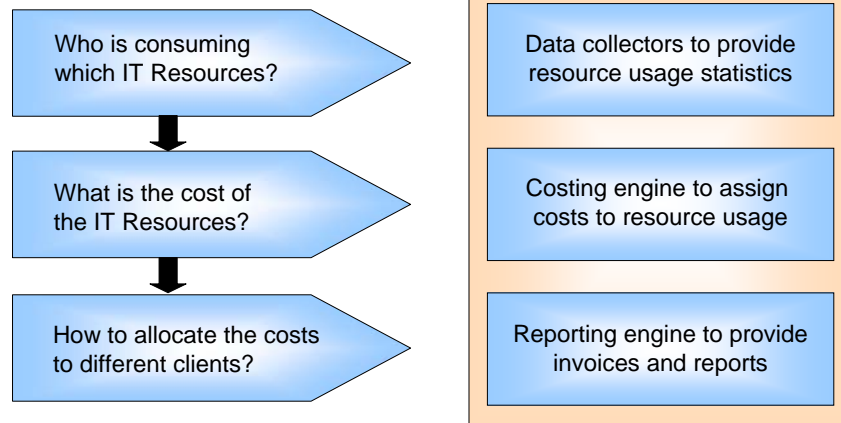 Who is consuming
which IT Resources?
Data collectors to provide
resource usage statistics
What is the cost of
the IT Resources?
Costing engine to assign
costs to resource usage
How to allocate the costs
to different clients?
Reporting engine to provide
invoices and reports